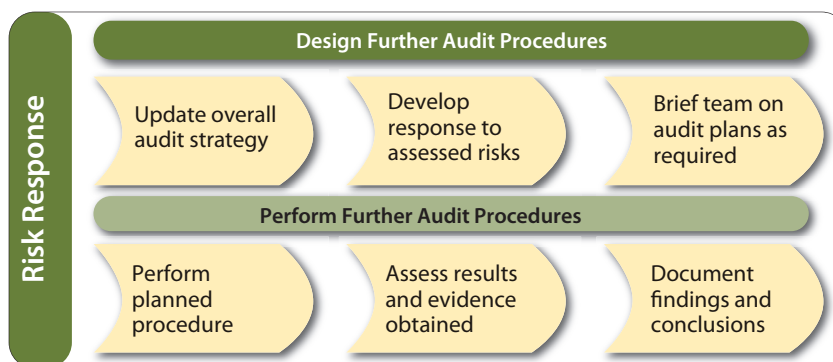 Risk Response
Design Further Audit Procedures
Update overall
audit strategy
Develop
response to
assessed risks
Brief team on
audit plans as
required
Perform Further Audit Procedures
Perform
planned
procedure
Assess results
and evidence
obtained
Document
findings and
conclusions